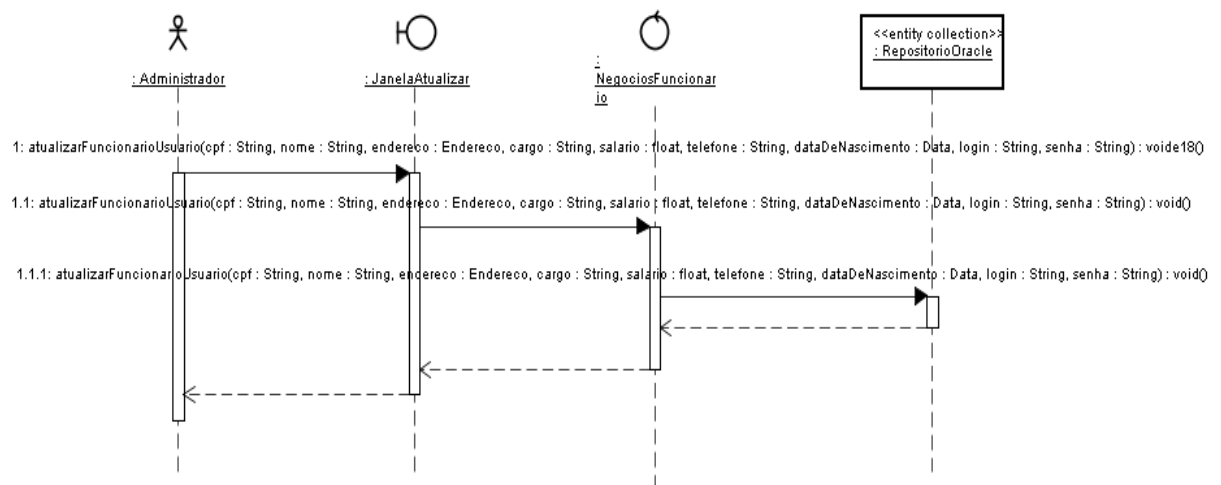 <<entity collection>>
: RepositorioOracle
: Administrador
: JanelaAtualizar
:
NegociosFuncionar
io
1: atualizarFuncionarioUsuario(cpf : String, nome : String, endereco : Endereco, cargo : String, salario : float, telefone : String, dataDeNascimento : Data, login : String, senha : String) : voide18()
1.1: atualizarFuncionarioUsuario(cpf : String, nome : String, endereco : Endereco, cargo : String, salario : float, telefone : String, dataDeNascimento : Data, login : String, senha : String) : void()
1.1.1: atualizarFuncionarioUsuario(cpf : String, nome : String, endereco : Endereco, cargo : String, salario : float, telefone : String, dataDeNascimento : Data, login : String, senha : String) : void()